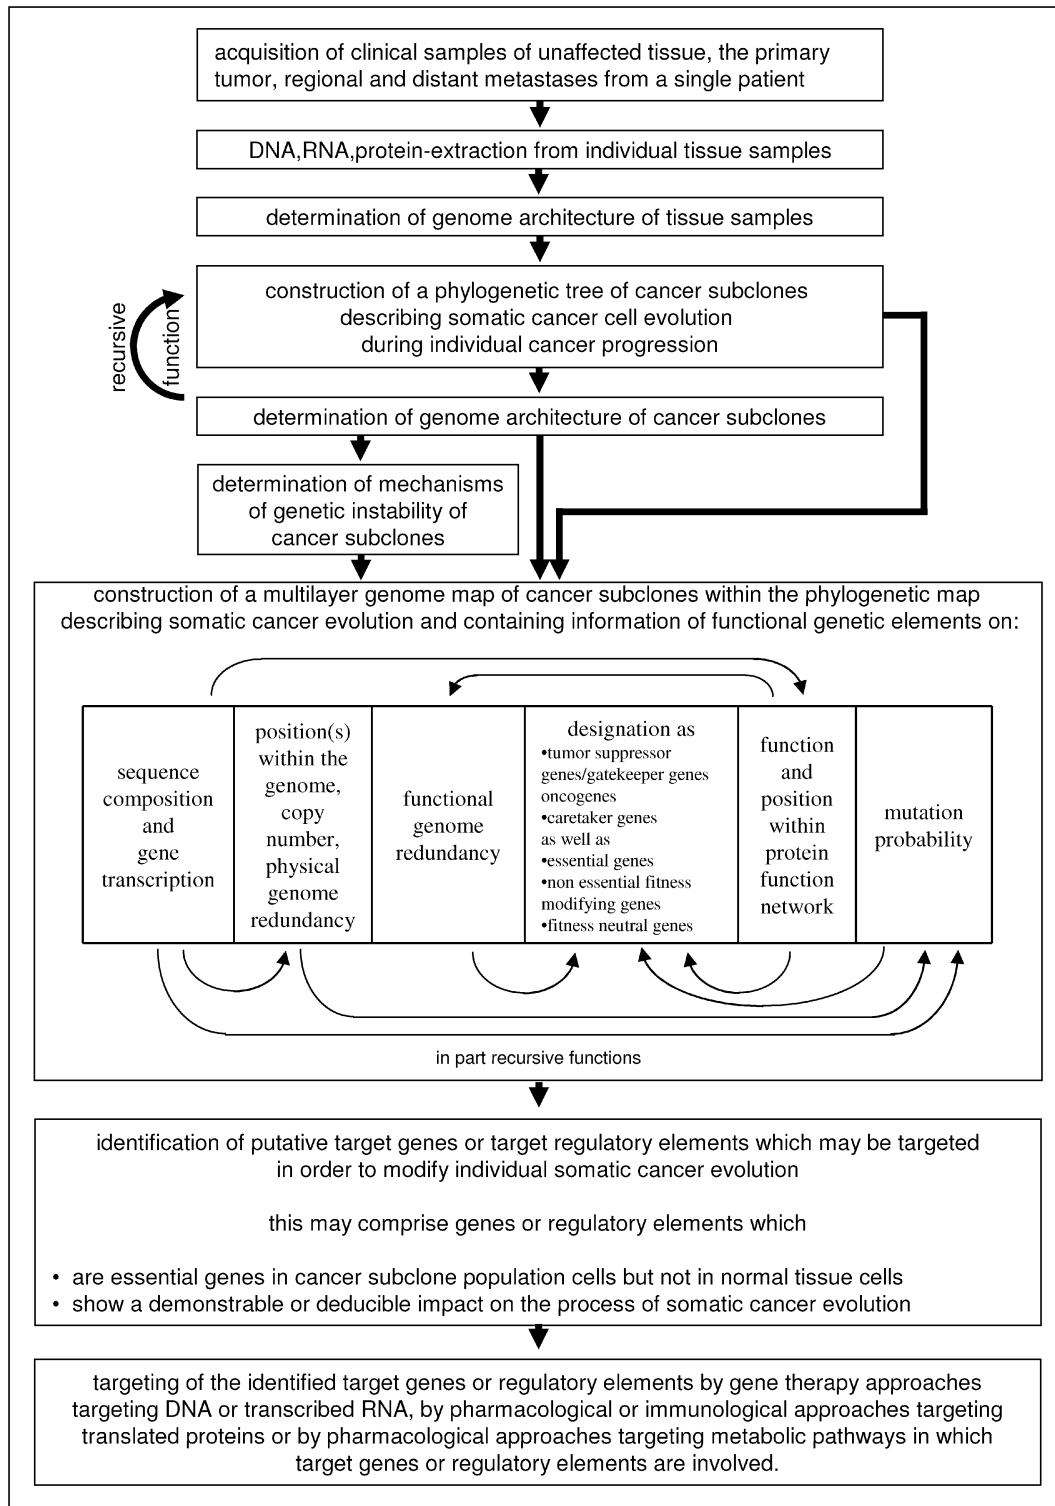 acquisition of clinical samples of unaffected tissue, the primary
tumor, regional and distant metastases from a single patient
DNA,RNA,protein-extraction from individual tissue samples
determination of genome architecture of tissue samples
construction of a phylogenetic tree of cancer subclones
describing somatic cancer cell evolution
during individual cancer progression
recursive
function
determination of genome architecture of cancer subclones
determination of mechanisms
of genetic instability of
cancer subclones
construction of a multilayer genome map of cancer subclones within the phylogenetic map
describing somatic cancer evolution and containing information of functional genetic elements on:
sequence
composition
and
gene
transcription
position(s)
within the
genome,
copy
number,
physical
genome
redundancy
functional
genome
redundancy
designation as
•tumor suppressor
genes/gatekeeper genes
oncogenes
•caretaker genes
as well as
•essential genes
•non essential fitness
modifying genes
•fitness neutral genes
function
and
position
within
protein
function
network
mutation
probability
in part recursive functions
identification of putative target genes or target regulatory elements which may be targeted
in order to modify individual somatic cancer evolution
this may comprise genes or regulatory elements which
• are essential genes in cancer subclone population cells but not in normal tissue cells
• show a demonstrable or deducible impact on the process of somatic cancer evolution
targeting of the identified target genes or regulatory elements by gene therapy approaches
targeting DNA or transcribed RNA, by pharmacological or immunological approaches targeting
translated proteins or by pharmacological approaches targeting metabolic pathways in which
target genes or regulatory elements are involved.